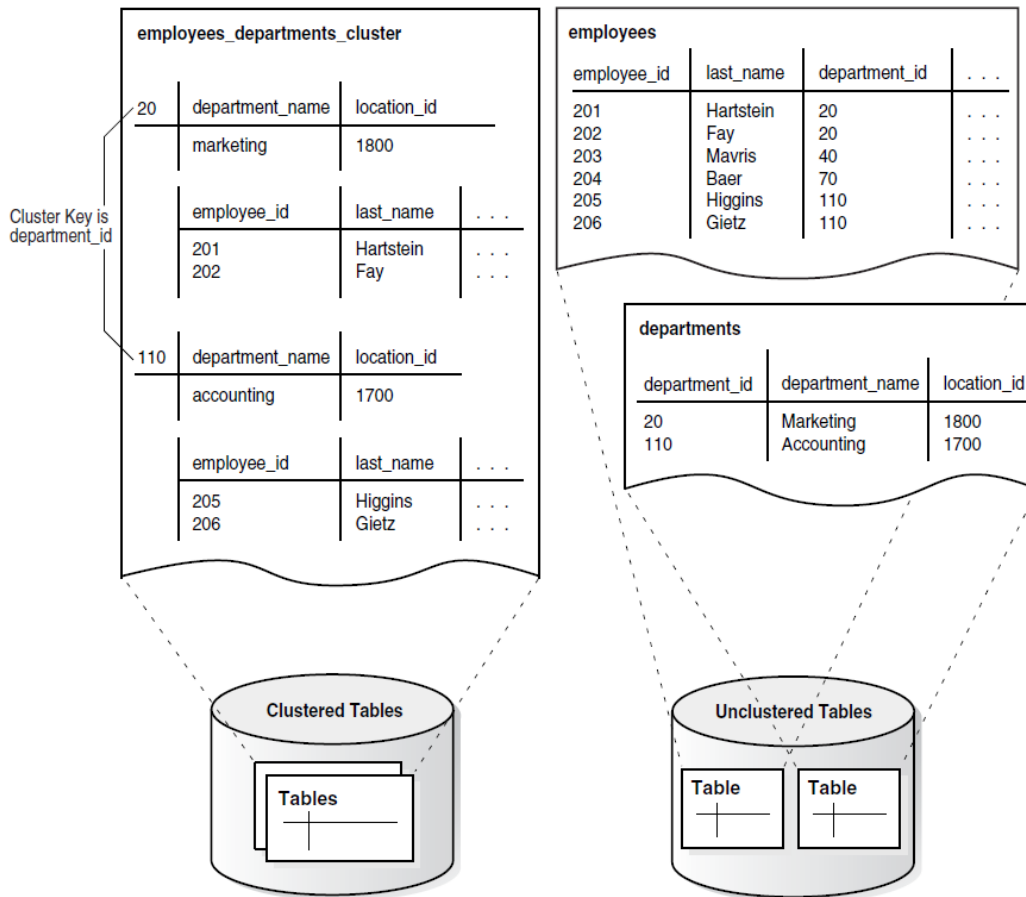 employees_departments_cluster
20 department_name location_id
marketing 1800
employee_id last_name . . .
201 Hartstein . . .
202 Fay . . .
Cluster Key is
department_id
110 department_name location_id
accounting 1700
employee_id last_name . . .
205 Higgins . . .
206 Gietz . . .
employees
employee_id last_name department_id . . .
201 Hartstein 20 . . .
202 Fay 20 . . .
203 Mavris 40 . . .
204 Baer 70 . . .
205 Higgins 110 . . .
206 Gietz 110 . . .
departments
department_id department_name location_id
20 Marketing 1800
110 Accounting 1700
Clustered Tables
Tables
Unclustered Tables
Table Table